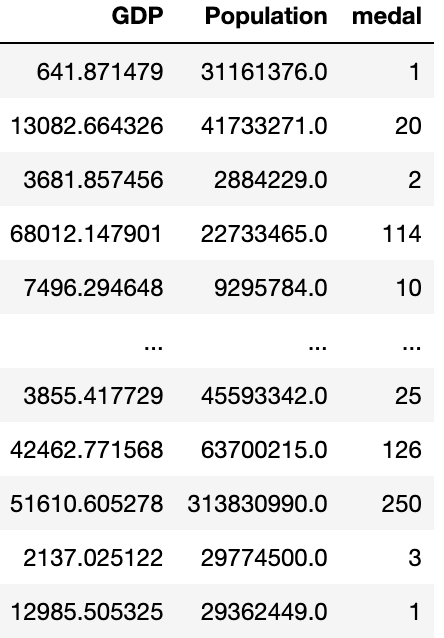 GDP Population medal
641.871479 31161376.0 1
13082.664326 41733271.0 20
3681.857456 2884229.0 2
68012.147901 22733465.0 114
7496.294648 9295784.0 10
... ... ...
3855.417729 45593342.0 25
42462.771568 63700215.0 126
51610.605278 313830990.0 250
2137.025122 29774500.0 3
12985.505325 29362449.0 1